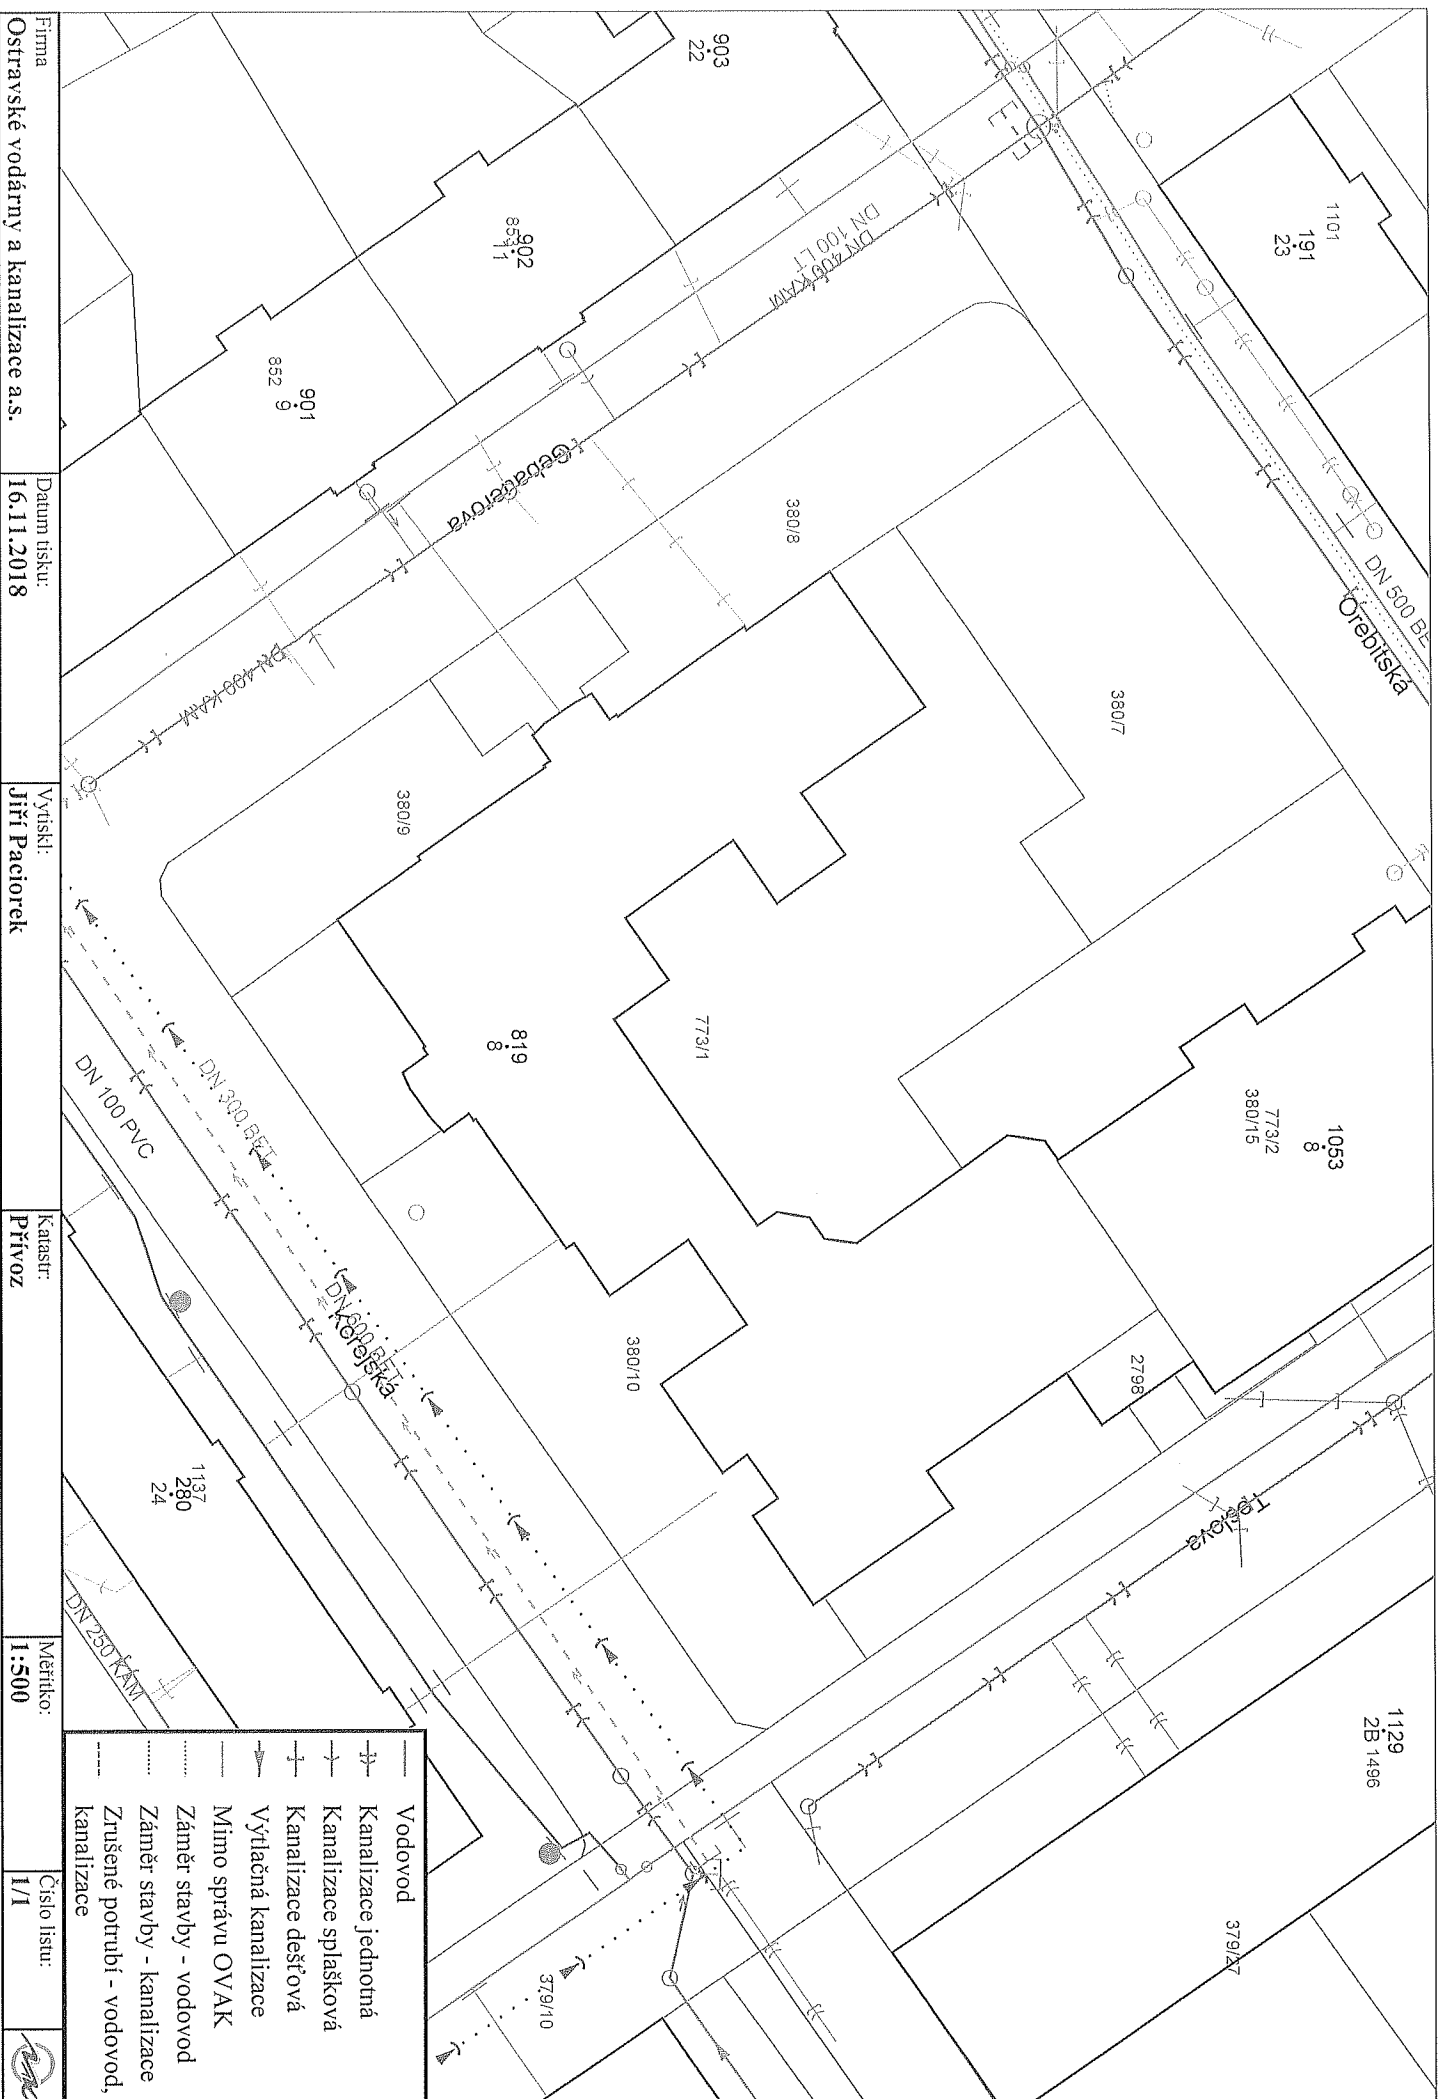 903
22
1101
191
23
902
853
11
901
852 9
DN 100 LT
DN 400 KAM
Gebauerova
DN 400 KAM
DN 500 BE
Orebitská
380/8
380/7
380/9
773/1
819
8
1053
8
773/2
380/15
2798
380/10
DN 300 BET
DN 100 PVC
DN 600 BET
Korejská
1137
280
24
DN 250 KAM
1129
2B 1496
379/27
379/10
Vodovod
Kanalizace jednotná
Kanalizace splašková
Kanalizace dešťová
Výtlačná kanalizace
Mimo správu OVAK
Záměr stavby - vodovod
Záměr stavby - kanalizace
Zrušené potrubí - vodovod,
kanalizace
Firma
Ostravské vodárny a kanalizace a.s.
Datum tisku:
16.11.2018
Vytiskl:
Jiří Paciorek
Katastr:
Přívoz
Měřítko:
1:500
Číslo listu:
1/1